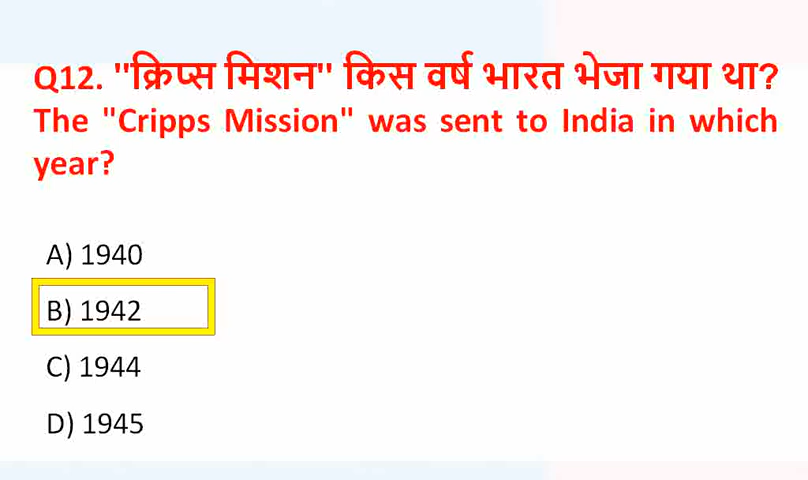 Q12. "क्रिप्स मिशन" किस वर्ष भारत भेजा गया था?
The "Cripps Mission" was sent to India in which
year?
A) 1940
B) 1942
C) 1944
D) 1945